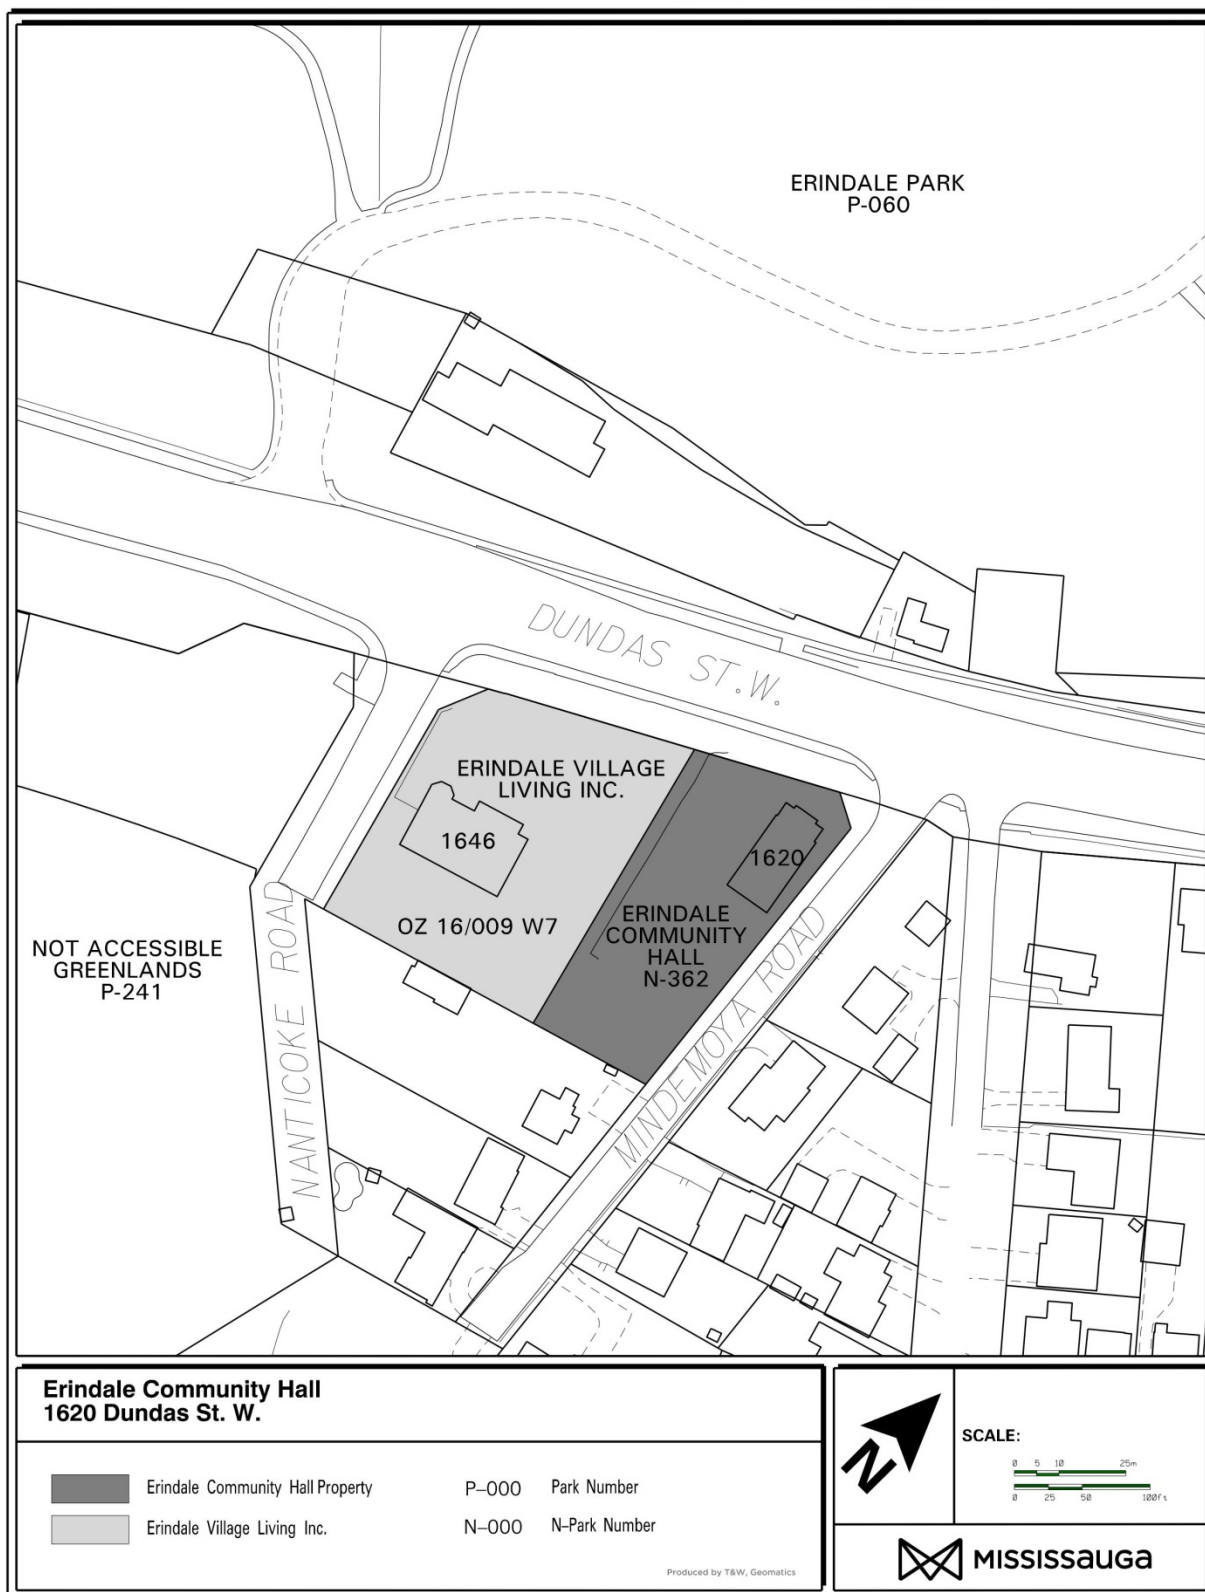 ERINDALE PARK
P-060
DUNDAS ST. W.
ERINDALE VILLAGE
LIVING INC.
1646
1620
OZ 16/009 W7
ERINDALE
COMMUNITY
HALL
N-362
NOT ACCESSIBLE
GREENLANDS
P-241
NANTICOKE ROAD
MINDEMOYA ROAD
Erindale Community Hall
1620 Dundas St. W.
Erindale Community Hall Property
P-000 Park Number
Erindale Village Living Inc.
N-000 N-Park Number
Produced by T&W, Geomatics
N
SCALE:
0 5 10 25m
0 25 50 100ft
MISSISSAUGA